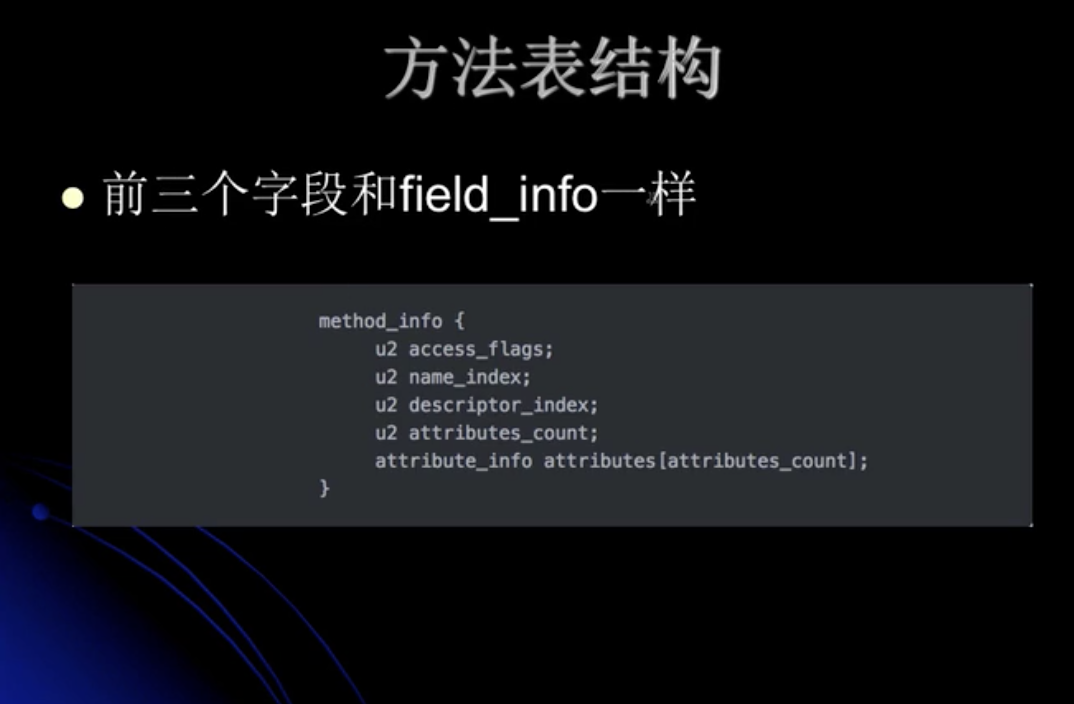 方法表结构
前三个字段和field_info一样
method_info {
u2 access_flags;
u2 name_index;
u2 descriptor_index;
u2 attributes_count;
attribute_info attributes[attributes_count];
}